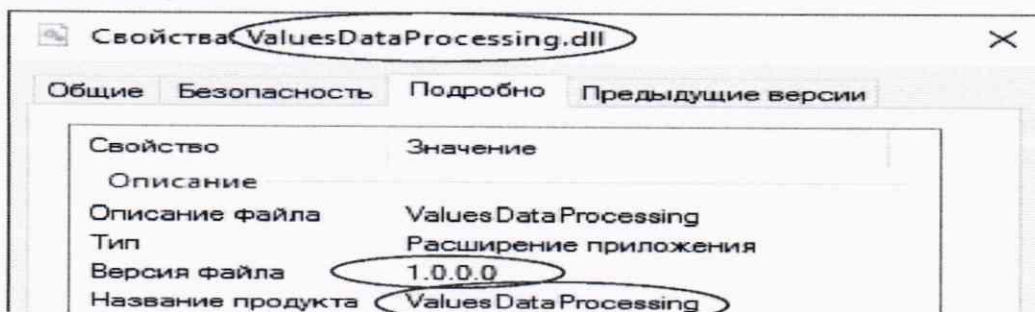 Свойства: ValuesDataProcessing.dll
Общие Безопасность Подробно Предыдущие версии
Свойство Значение
Описание
Описание файла ValuesDataProcessing
Тип Расширение приложения
Версия файла 1.0.0.0
Название продукта ValuesDataProcessing